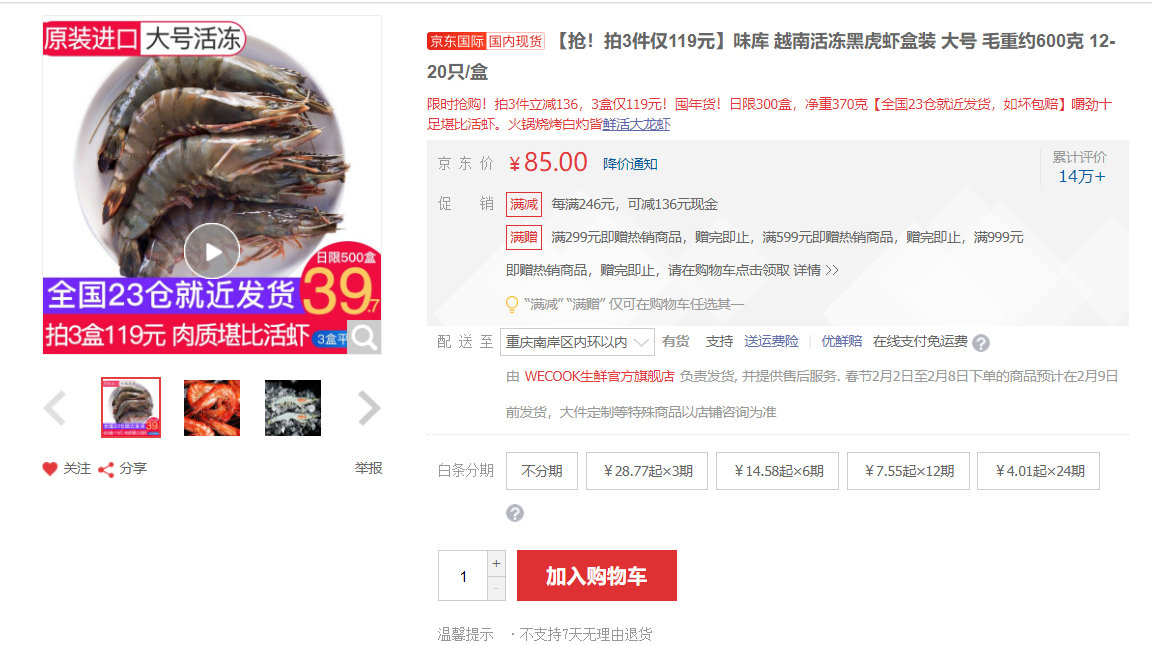 原装进口 大号活冻
日限500盒
全国23仓就近发货
39.7
拍3盒119元 肉质堪比活虾
3盒平
关注 分享
举报
京东国际 国内现货 【抢！拍3件仅119元】味库 越南活冻黑虎虾盒装 大号 毛重约600克 12-
20只/盒
限时抢购！拍3件立减136，3盒仅119元！囤年货！日限300盒，净重370克【全国23仓就近发货，如坏包赔】嚼劲十
足堪比活虾。火锅烧烤白灼皆鲜活大龙虾
京东价 ￥85.00 降价通知
累计评价
14万+
促销 满减 每满246元，可减136元现金
满赠 满299元即赠热销商品，赠完即止，满599元即赠热销商品，赠完即止，满999元
即赠热销商品，赠完即止，请在购物车点击领取 详情 >>
“满减” “满赠” 仅可在购物车任选其一
配送至 重庆南岸区内环以内 有货 支持 送运费险 | 优鲜赔 在线支付免运费 ?
由 WECOOK生鲜官方旗舰店 负责发货, 并提供售后服务. 春节2月2日至2月8日下单的商品预计在2月9日
前发货，大件定制等特殊商品以店铺咨询为准
白条分期 不分期 ￥28.77起×3期 ￥14.58起×6期 ￥7.55起×12期 ￥4.01起×24期
?
1 + - 加入购物车
温馨提示 ·不支持7天无理由退货